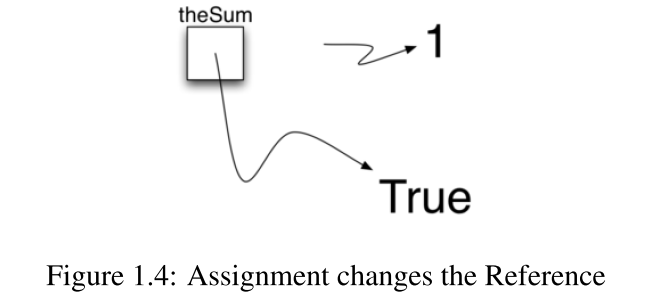 theSum
1
True
Figure 1.4: Assignment changes the Reference